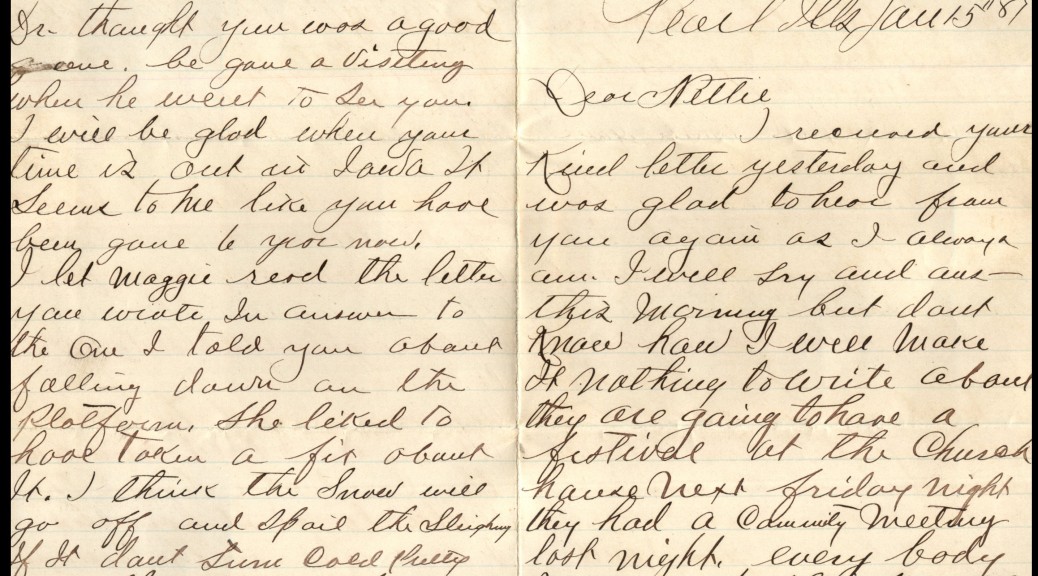 Dr. thought you was a good
one. he gave a Visiting
when he went to see you.
I will be glad when your
time is out in Iowa It
Seems to me like you have
been gone 6 year now.
I let Maggie read the letter
you wrote In answer to
the One I told you about
falling down on the
Platform. She liked to
have taken a fit about
It. I think the Snow will
go off and Spoil the Sleighing
If It dont turn Cold Pretty
Pearl Ills Jan 15" 87
Dear Nettie
I received your
Kind letter yesterday and
was glad to hear from
you again as I always
am. I will try and ans
this Morning but dont
Know how I will Make
It nothing to write about
they are going to have a
festival at the Church
house Next friday night
they had a Community Meeting
last night. every body